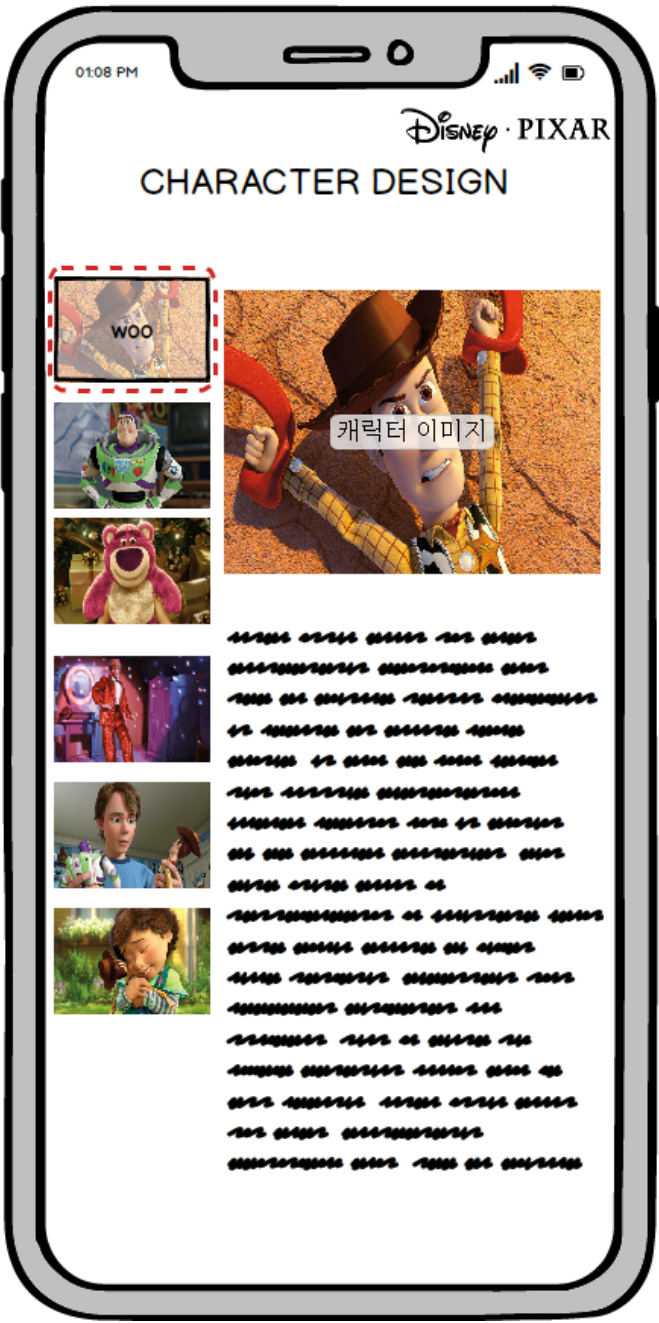 01:08 PM
Disney · PIXAR
CHARACTER DESIGN
WOO
캐릭터 이미지